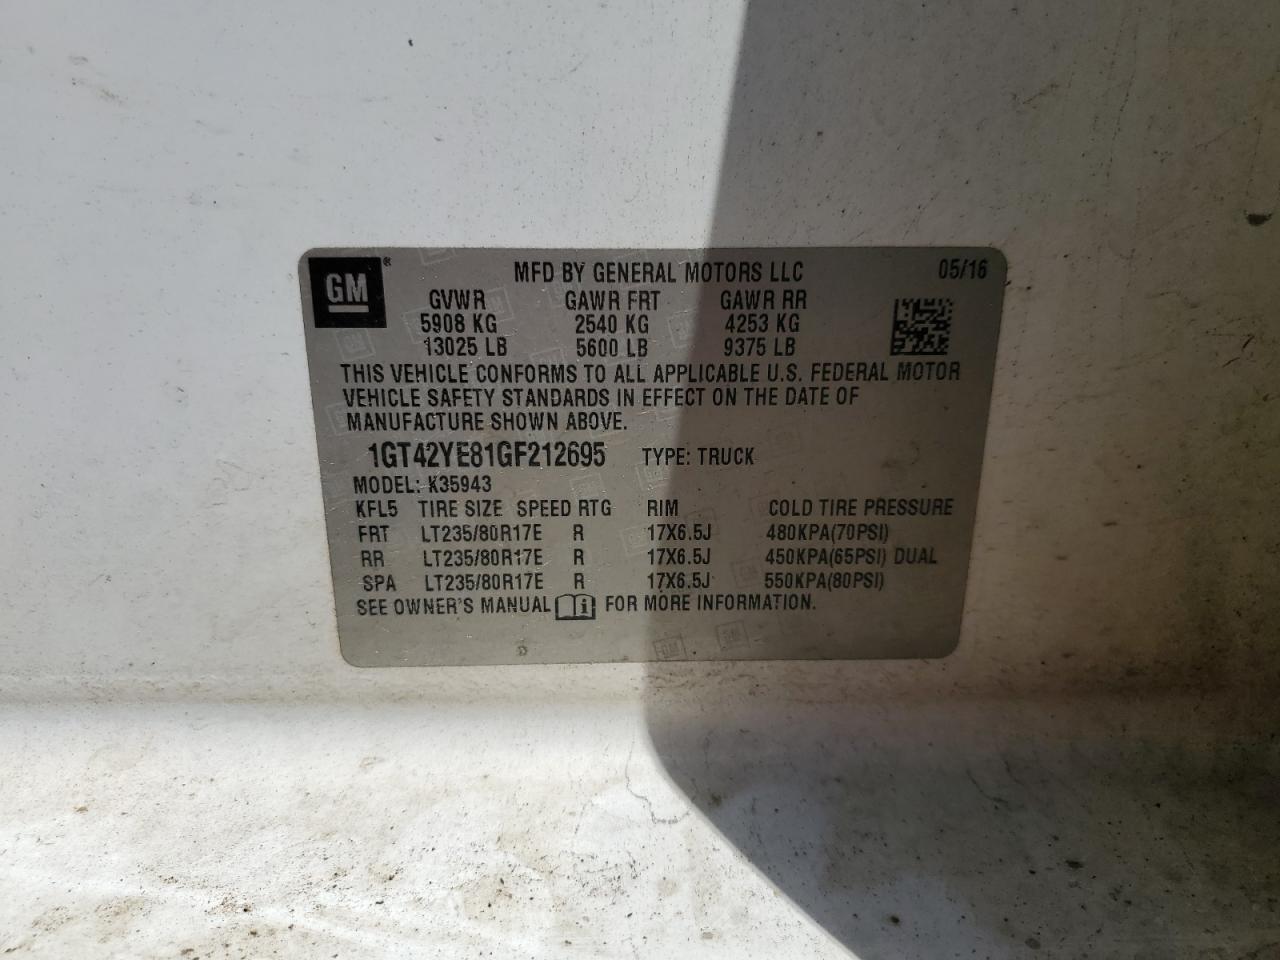 GM®
MFD BY GENERAL MOTORS LLC 05/16
GVWR GAWR FRT GAWR RR
5908 KG 2540 KG 4253 KG
13025 LB 5600 LB 9375 LB
THIS VEHICLE CONFORMS TO ALL APPLICABLE U.S. FEDERAL MOTOR
VEHICLE SAFETY STANDARDS IN EFFECT ON THE DATE OF
MANUFACTURE SHOWN ABOVE.
1GT42YE81GF212695 TYPE: TRUCK
MODEL: K35943
KFL5 TIRE SIZE SPEED RTG RIM COLD TIRE PRESSURE
FRT LT235/80R17E R 17X6.5J 480KPA(70PSI)
RR LT235/80R17E R 17X6.5J 450KPA(65PSI) DUAL
SPA LT235/80R17E R 17X6.5J 550KPA(80PSI)
SEE OWNER'S MANUAL FOR MORE INFORMATION.